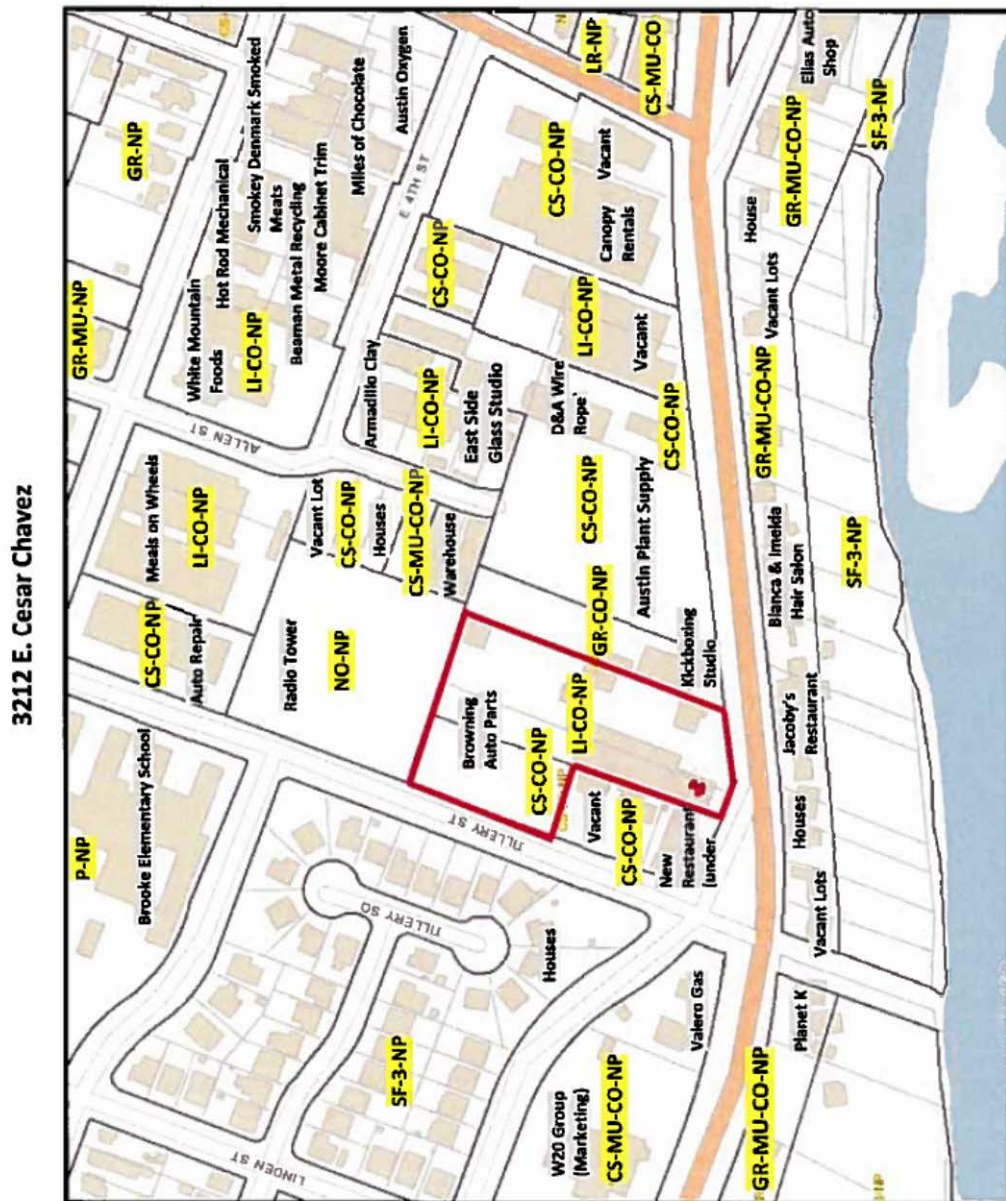 3212 E. Cesar Chavez
GR-MU-NP
GR-NP
P-NP
Brooke Elementary School
CS-CO-NP
Auto Repair
Meals on Wheels
LI-CO-NP
ALLEN ST
White Mountain
Foods
LI-CO-NP
Hot Rod Mechanical
Smokey Denmark Smoked
Meats
Beaman Metal Recycling
Moore Cabinet Trim
Miles of Chocolate
Austin Oxygen
E 4TH ST
Radio Tower
NO-NP
Vacant Lot
CS-CO-NP
Houses
CS-MU-CO-NP
Warehouse
Armadillo Clay
LI-CO-NP
East Side
Glass Studio
CS-CO-NP
LR-NP
CS-MU-CO
LINDEN ST
TILLERY SQ
TILLERY ST
SF-3-NP
Houses
Browning
Auto Parts
CS-CO-NP
LI-CO-NP
GR-CO-NP
CS-CO-NP
D&A Wire
Rope'
LI-CO-NP
Vacant
CS-CO-NP
Canopy
Rentals
Vacant
Vacant
CS-CO-NP
New
Restaurant
(under
Kickboxing
Studio
Austin Plant Supply
CS-CO-NP
W20 Group
(Marketing)
CS-MU-CO-NP
Valero Gas
GR-MU-CO-NP
Planet K
Vacant Lots
Houses
Jacoby's
Restaurant
Blanca & Imelda
Hair Salon
GR-MU-CO-NP
Vacant Lots
House
GR-MU-CO-NP
Elias Auto
Shop
SF-3-NP
SF-3-NP
NP